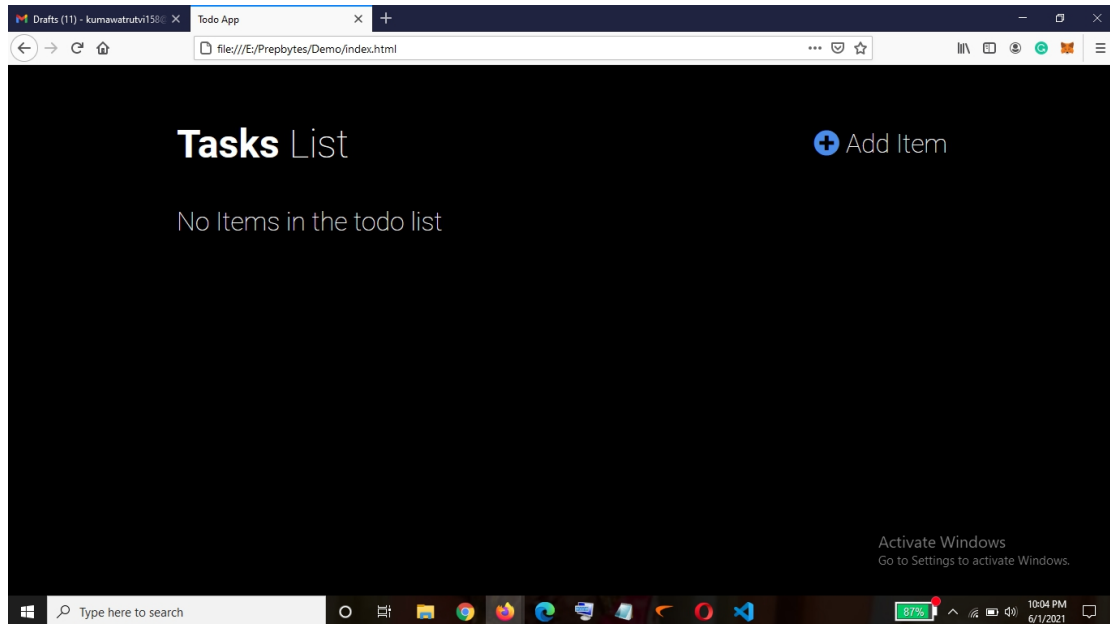 Drafts (11) - kumawatrutvi158
Todo App
file:///E:/Prepbytes/Demo/index.html
Tasks List
Add Item
No Items in the todo list
Activate Windows
Go to Settings to activate Windows.
Type here to search
87%
10:04 PM
6/1/2021